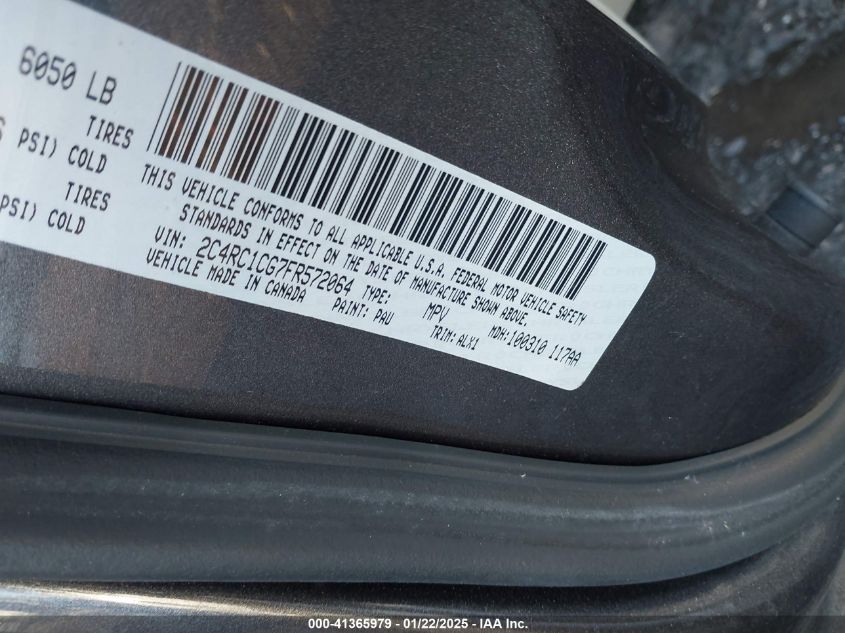 6050 LB
TIRES
PSI) COLD
TIRES
PSI) COLD
THIS VEHICLE CONFORMS TO ALL APPLICABLE U.S.A. FEDERAL MOTOR VEHICLE SAFETY
STANDARDS IN EFFECT ON THE DATE OF MANUFACTURE SHOWN ABOVE.
VIN: 2C4RC1CG7FR572064 TYPE: MPV MDH: 100310 117AA
VEHICLE MADE IN CANADA PAINT: PAU TRIM: ALX1
000-41365979 - 01/22/2025 - IAA Inc.